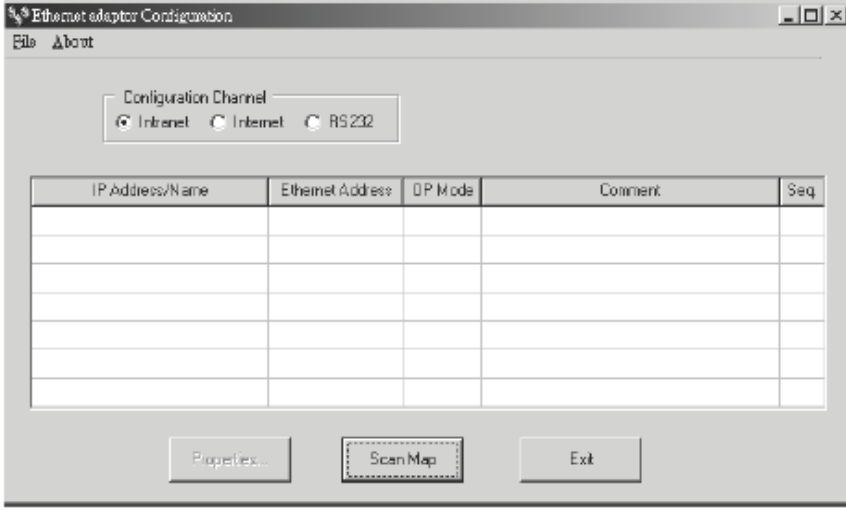 Ethernet adaptor Configuration
File About
Configuration Channel
Intranet Internet RS232
IP Address/Name Ethernet Address OP Mode Comment Seq.
Properties... Scan Map Exit